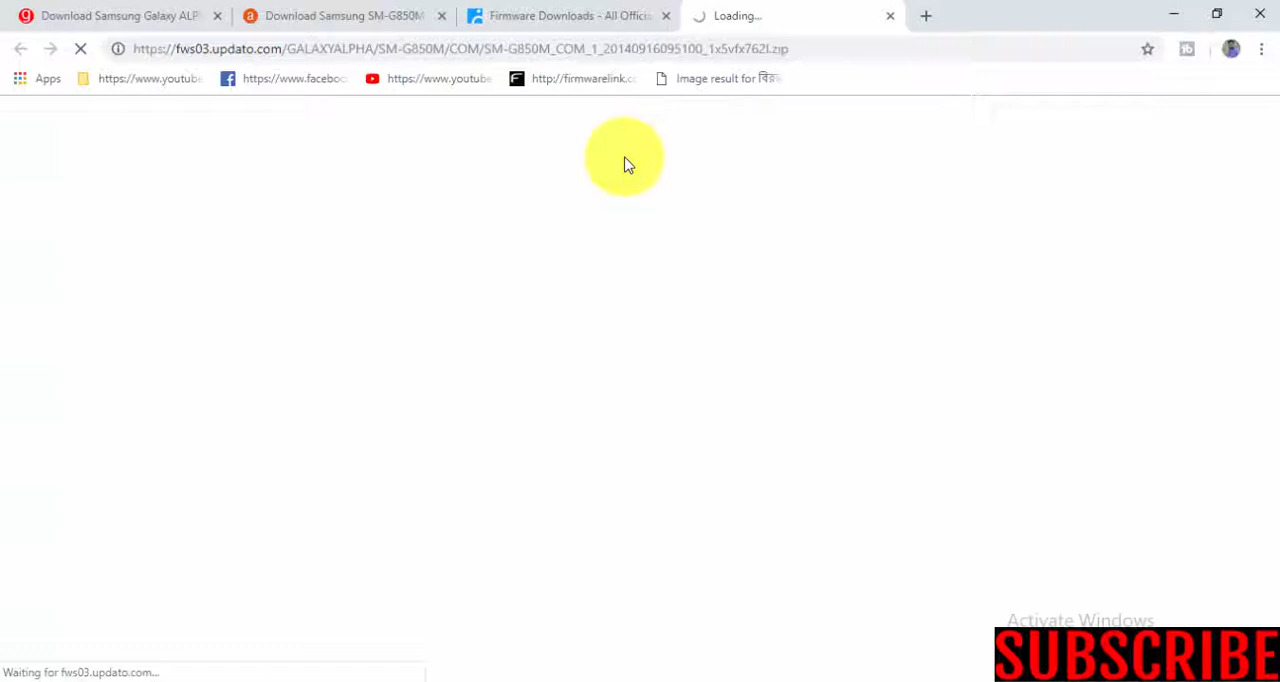 Download Samsung Galaxy ALP
Download Samsung SM-G850M
Firmware Downloads - All Officia
Loading...
https://fws03.updato.com/GALAXYALPHA/SM-G850M/COM/SM-G850M_COM_1_20140916095100_1x5vfx762l.zip
Apps
https://www.youtube
https://www.faceboo
https://www.youtube
http://firmwarelink.co
Image result for বির
Waiting for fws03.updato.com...
Activate Windows
SUBSCRIBE